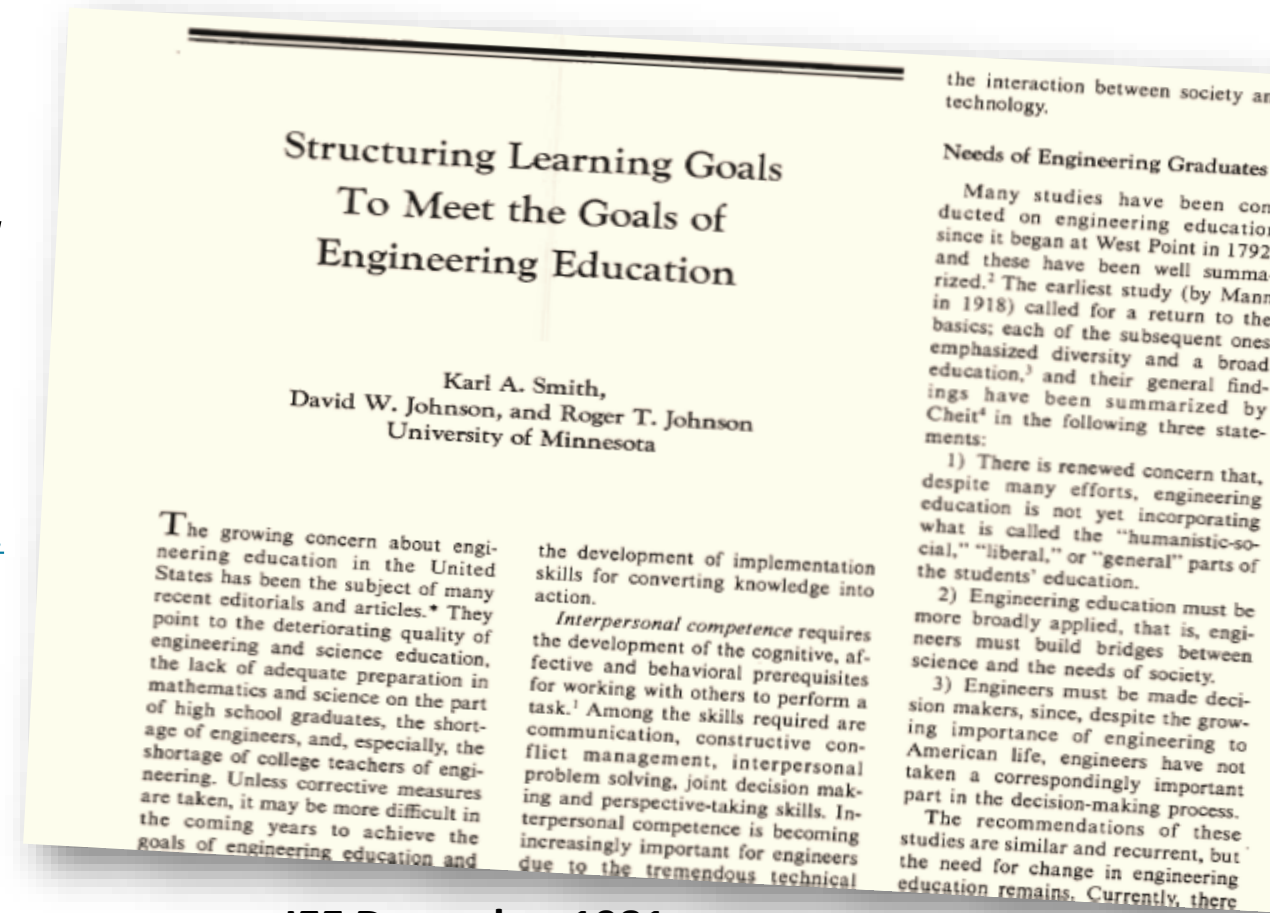 Structuring Learning Goals
To Meet the Goals of
Engineering Education
Karl A. Smith,
David W. Johnson, and Roger T. Johnson
University of Minnesota
The growing concern about engi-
neering education in the United
States has been the subject of many
recent editorials and articles.* They
point to the deteriorating quality of
engineering and science education,
the lack of adequate preparation in
mathematics and science on the part
of high school graduates, the short-
age of engineers, and, especially, the
shortage of college teachers of engi-
neering. Unless corrective measures
are taken, it may be more difficult in
the coming years to achieve the
goals of engineering education and
the development of implementation
skills for converting knowledge into
action.
Interpersonal competence requires
the development of the cognitive, af-
fective and behavioral prerequisites
for working with others to perform a
task.¹ Among the skills required are
communication, constructive con-
flict management, interpersonal
problem solving, joint decision mak-
ing and perspective-taking skills. In-
terpersonal competence is becoming
increasingly important for engineers
due to the tremendous technical
the interaction between society an
technology.
Needs of Engineering Graduates
Many studies have been con
ducted on engineering education
since it began at West Point in 1792
and these have been well summa-
rized.² The earliest study (by Mann
in 1918) called for a return to the
basics; each of the subsequent ones
emphasized diversity and a broad
education,³ and their general find-
ings have been summarized by
Cheit⁴ in the following three state-
ments:
1) There is renewed concern that,
despite many efforts, engineering
education is not yet incorporating
what is called the "humanistic-so-
cial," "liberal," or "general" parts of
the students' education.
2) Engineering education must be
more broadly applied, that is, engi-
neers must build bridges between
science and the needs of society.
3) Engineers must be made deci-
sion makers, since, despite the grow-
ing importance of engineering to
American life, engineers have not
taken a correspondingly important
part in the decision-making process.
The recommendations of these
studies are similar and recurrent, but
the need for change in engineering
education remains. Currently, there